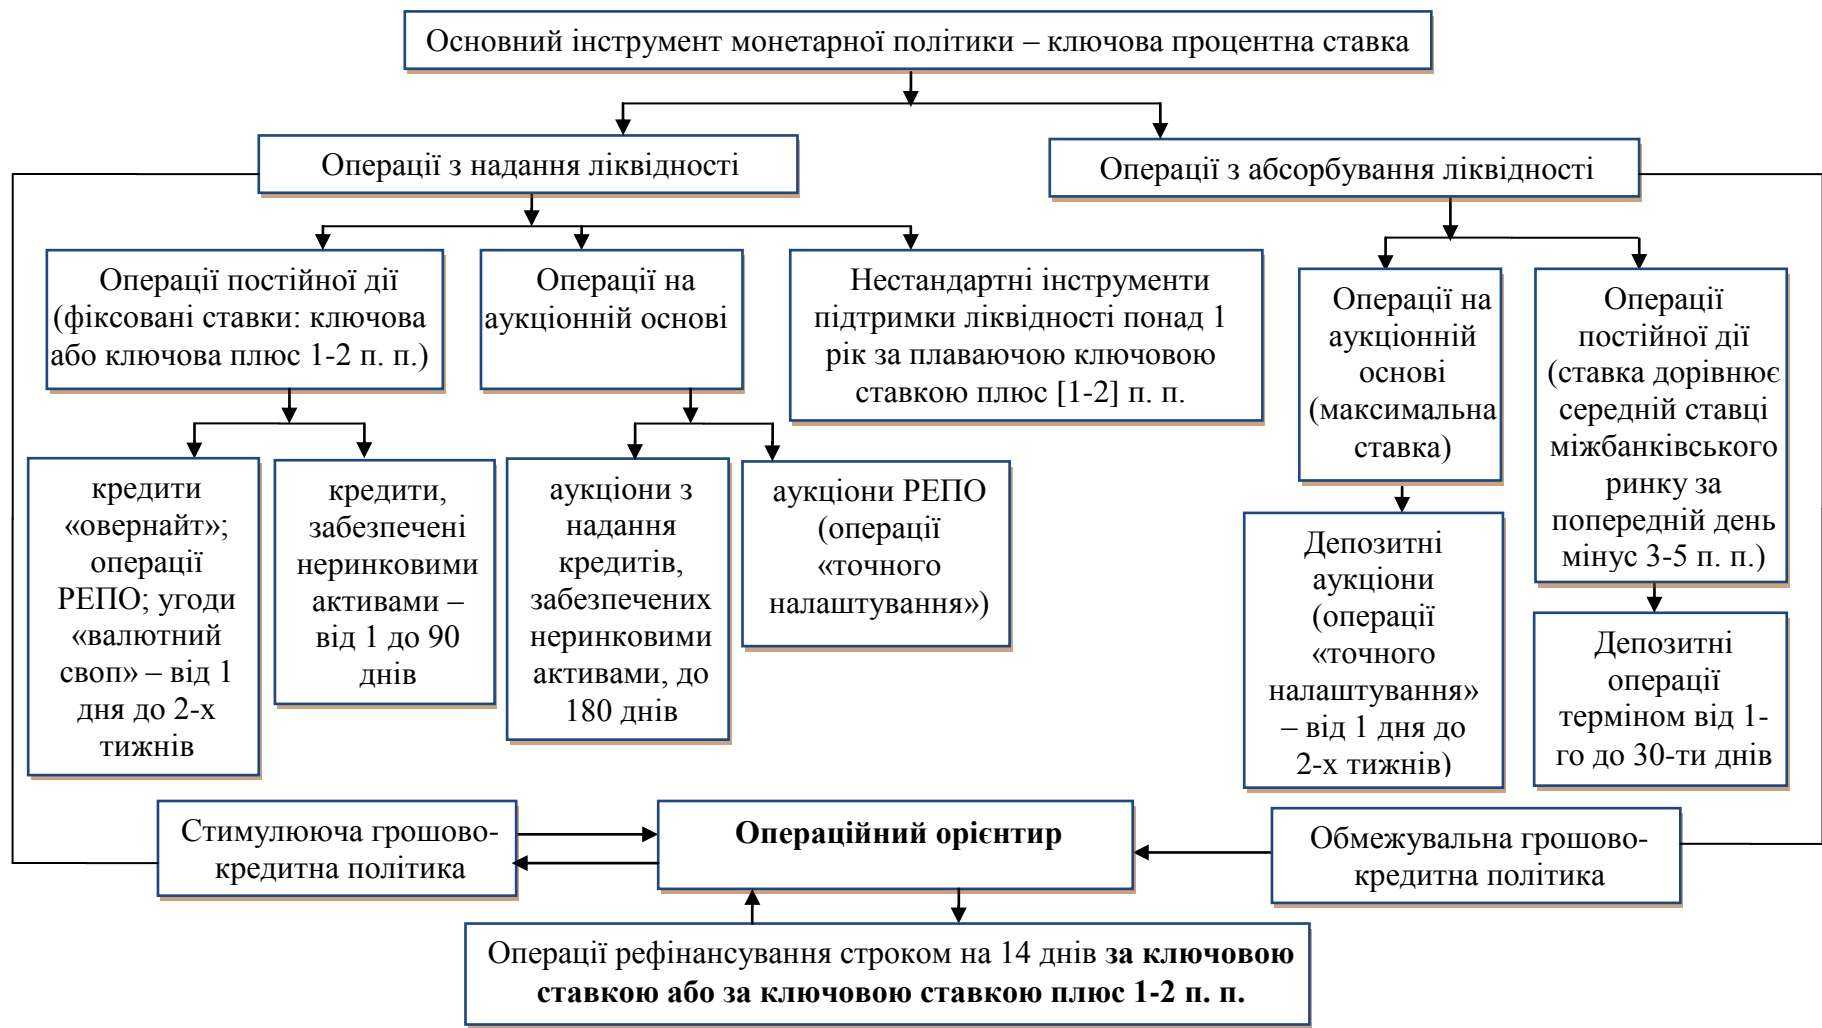 Основний інструмент монетарної політики – ключова процентна ставка
Операції з надання ліквідності
Операції з абсорбування ліквідності
Операції постійної дії
(фіксовані ставки: ключова
або ключова плюс 1-2 п. п.)
Операції на
аукціонній основі
Нестандартні інструменти
підтримки ліквідності понад 1
рік за плаваючою ключовою
ставкою плюс [1-2] п. п.
Операції на
аукціонній
основі
(максимальна
ставка)
Операції
постійної дії
(ставка дорівнює
середній ставці
міжбанківського
ринку за
попередній день
мінус 3-5 п. п.)
кредити
«овернайт»;
операції
РЕПО; угоди
«валютний
своп» – від 1
дня до 2-х
тижнів
кредити,
забезпечені
неринковими
активами –
від 1 до 90
днів
аукціони з
надання
кредитів,
забезпечених
неринковими
активами, до
180 днів
аукціони РЕПО
(операції
«точного
налаштування»)
Депозитні
аукціони
(операції
«точного
налаштування»
– від 1 дня до
2-х тижнів)
Депозитні
операції
терміном від 1-
го до 30-ти днів
Стимулююча грошово-
кредитна політика
Операційний орієнтир
Обмежувальна грошово-
кредитна політика
Операції рефінансування строком на 14 днів за ключовою
ставкою або за ключовою ставкою плюс 1-2 п. п.